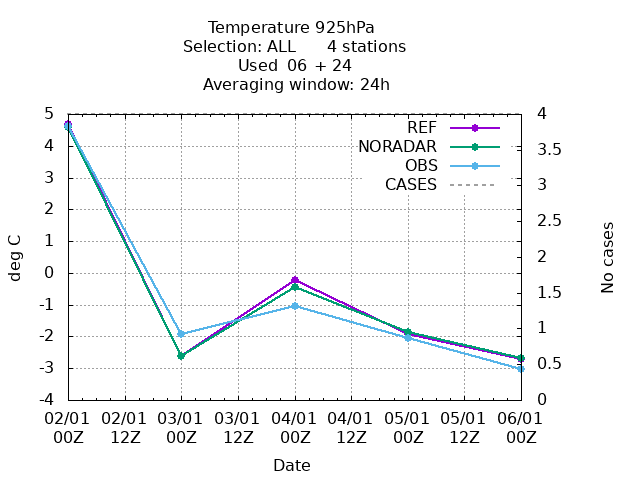 Temperature 925hPa
Selection: ALL 4 stations
Used 06 + 24
Averaging window: 24h
5 4
REF
NORADAR
4 3.5
OBS
3 CASES 3
2 2.5
1 2
deg C No cases
0 1.5
-1
-2 1
-3 0.5
-4 0
02/01 02/01 03/01 03/01 04/01 04/01 05/01 05/01 06/01
00Z 12Z 00Z 12Z 00Z 12Z 00Z 12Z 00Z
Date